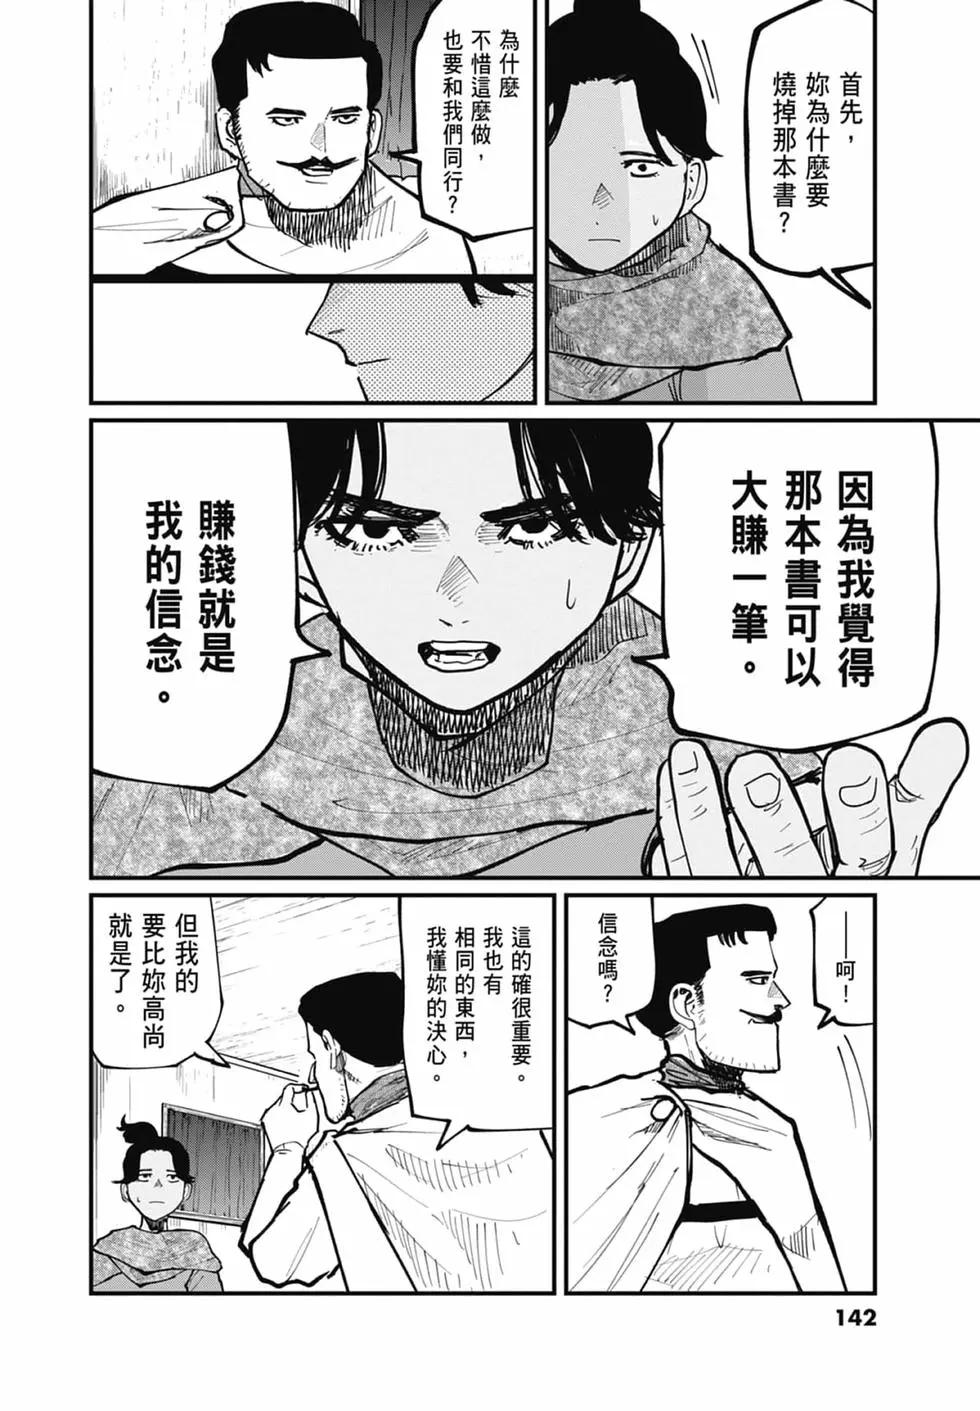 首先，
妳為什麼要
燒掉那本書？
為什麼
不惜這麼做，
也要和我們同行？
因為我覺得
那本書可以
大賺一筆。
賺錢就是
我的信念。
——呵！
信念嗎？
這的確很重要。
我也有
相同的東西，
我懂妳的決心。
但我的
要比妳高尚
就是了。
142